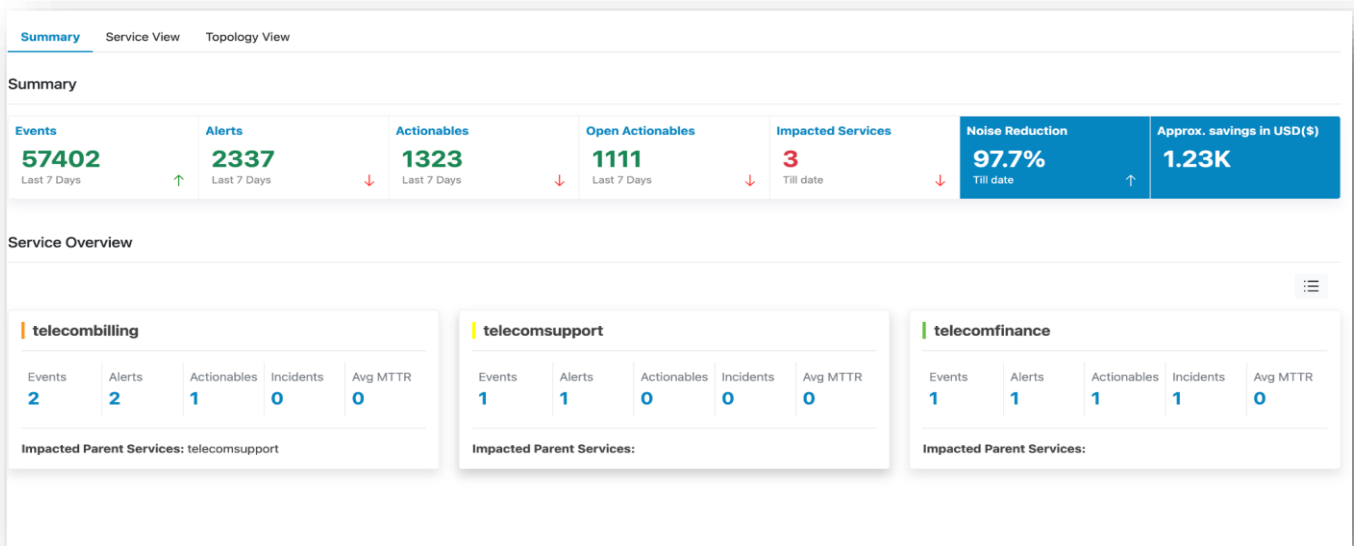 Summary Service View Topology View
Summary
Events Alerts Actionables Open Actionables Impacted Services Noise Reduction Approx. savings in USD($)
57402 2337 1323 1111 3 97.7% 1.23K
Last 7 Days Last 7 Days Last 7 Days Last 7 Days Till date Till date
Service Overview
telecombilling telecomsupport telecomfinance
Events Alerts Actionables Incidents Avg MTTR Events Alerts Actionables Incidents Avg MTTR Events Alerts Actionables Incidents Avg MTTR
2 2 1 0 0 1 1 0 0 0 1 1 1 1 0
Impacted Parent Services: telecomsupport Impacted Parent Services: Impacted Parent Services: